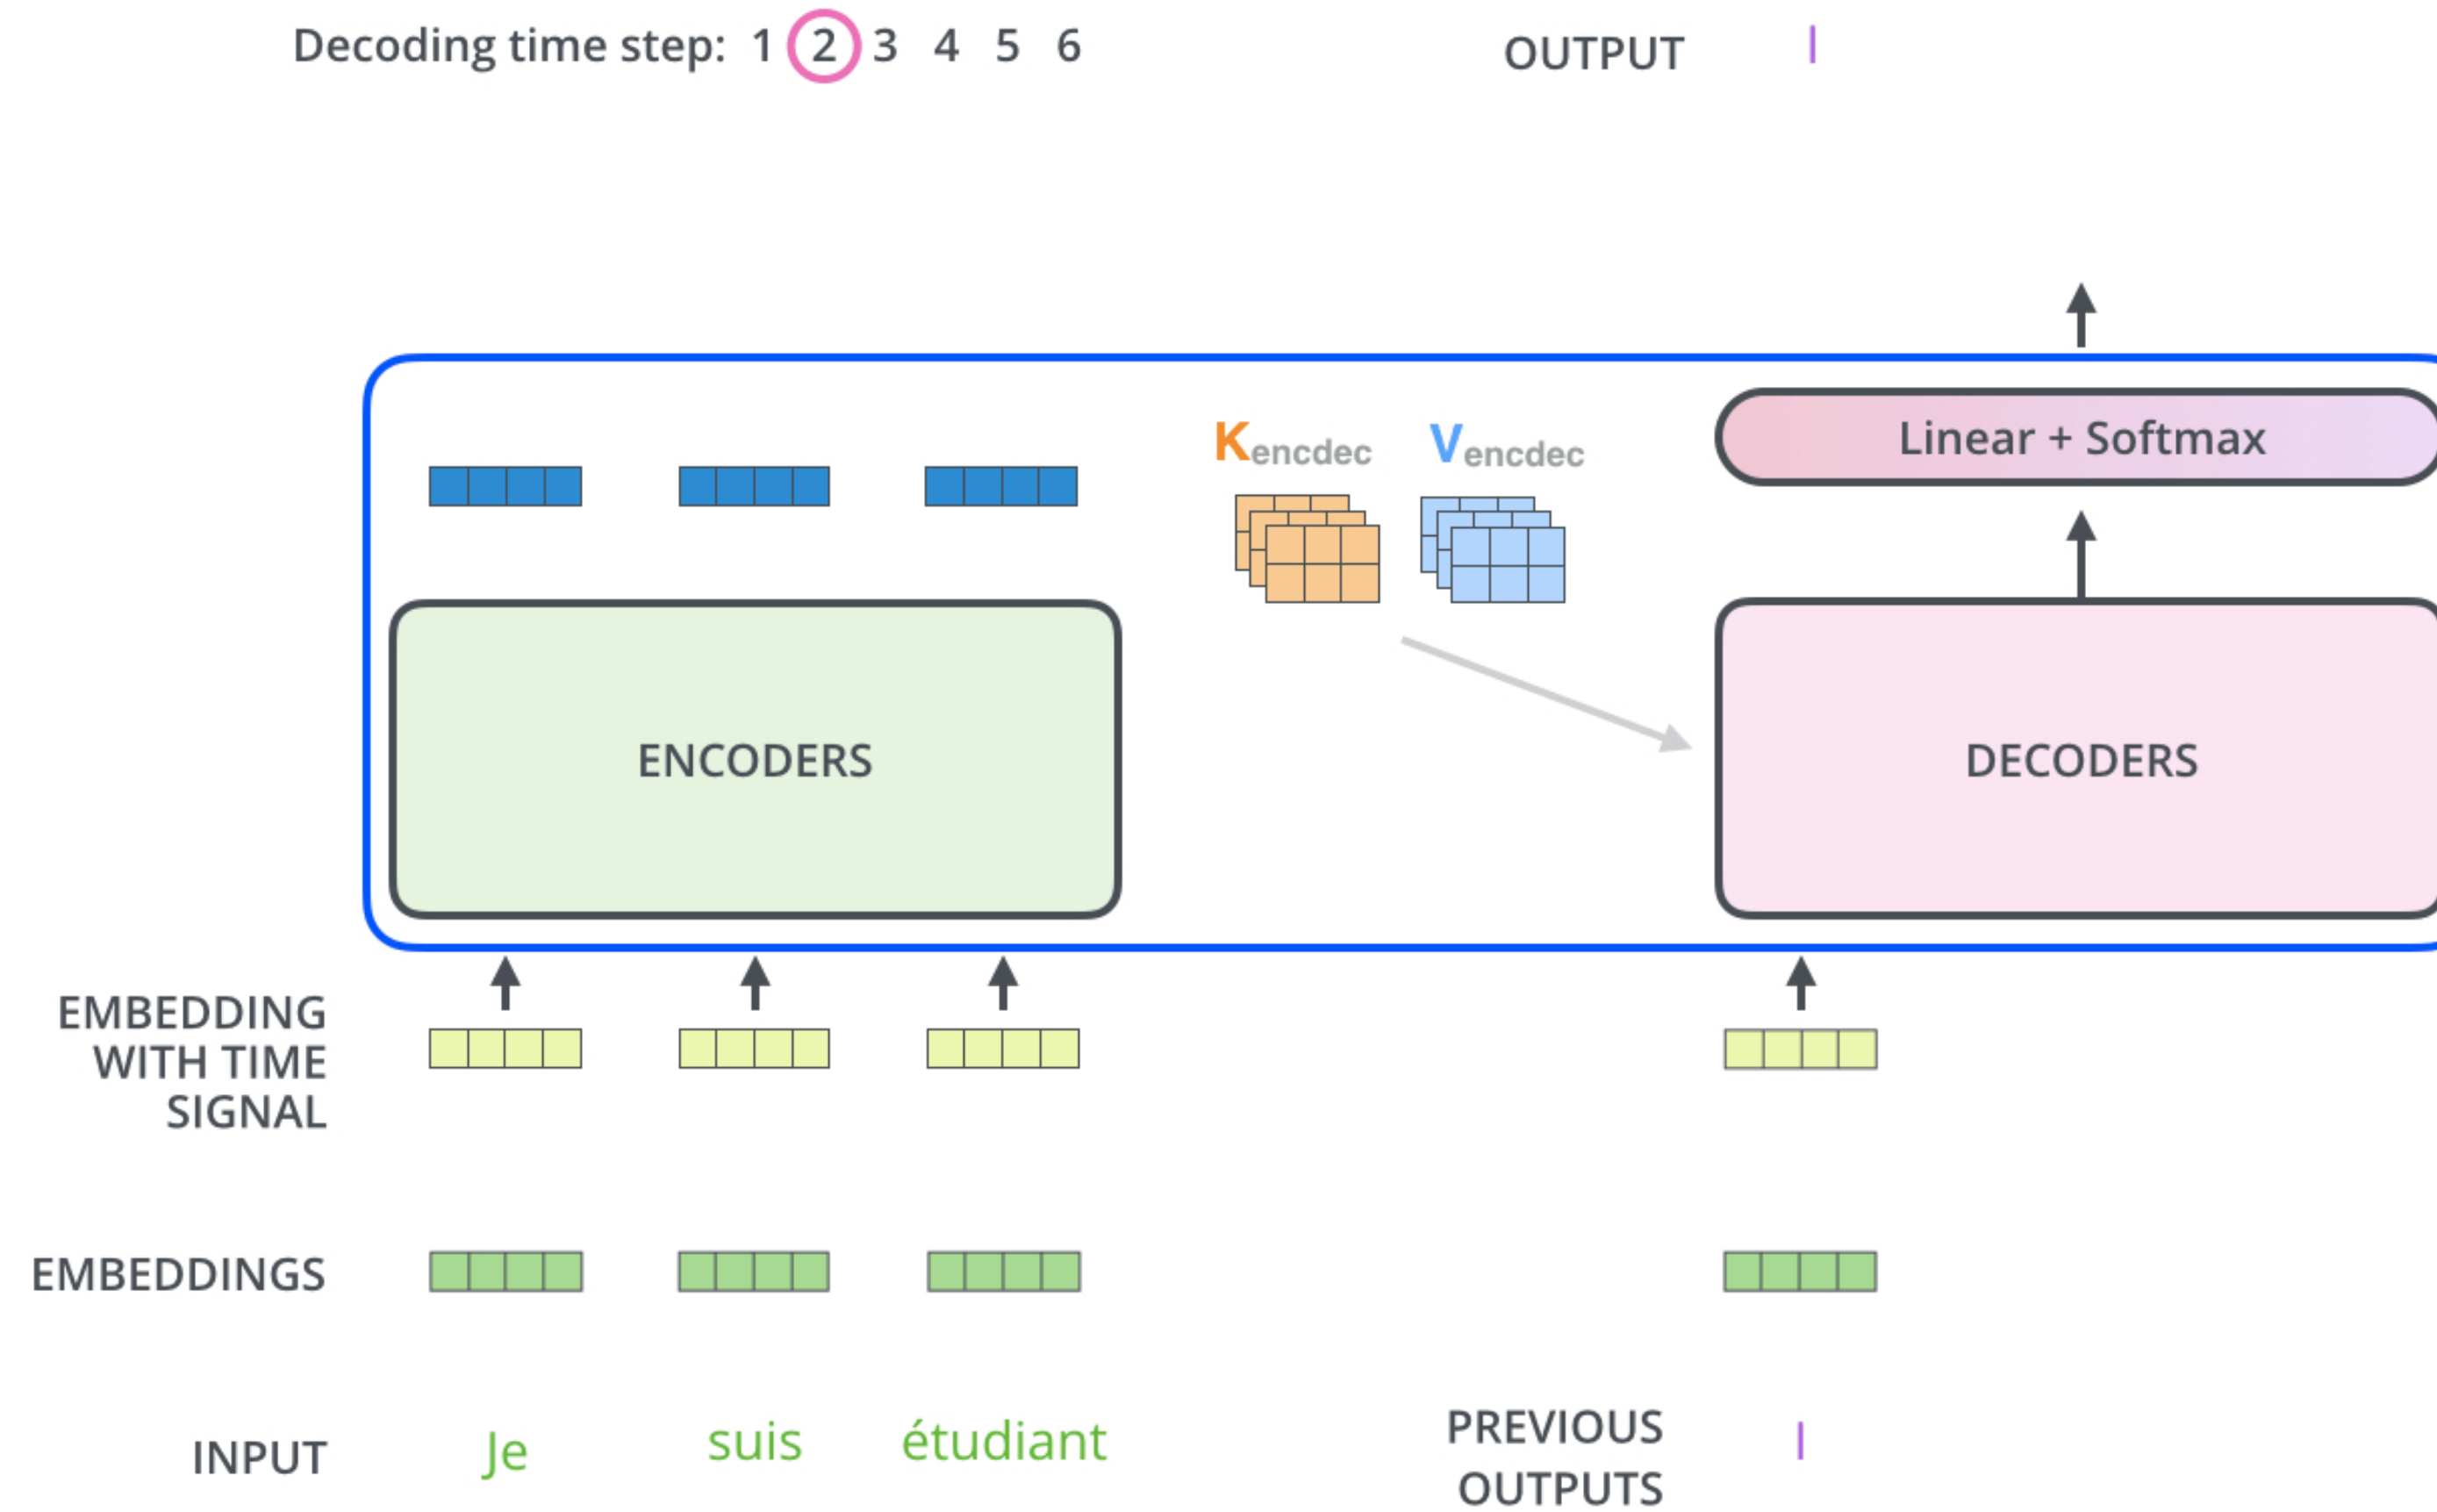 Decoding time step: 1 2 3 4 5 6
OUTPUT I
Kencdec Vencdec
Linear + Softmax
ENCODERS
DECODERS
EMBEDDING
WITH TIME
SIGNAL
EMBEDDINGS
INPUT Je suis étudiant
PREVIOUS
OUTPUTS
I